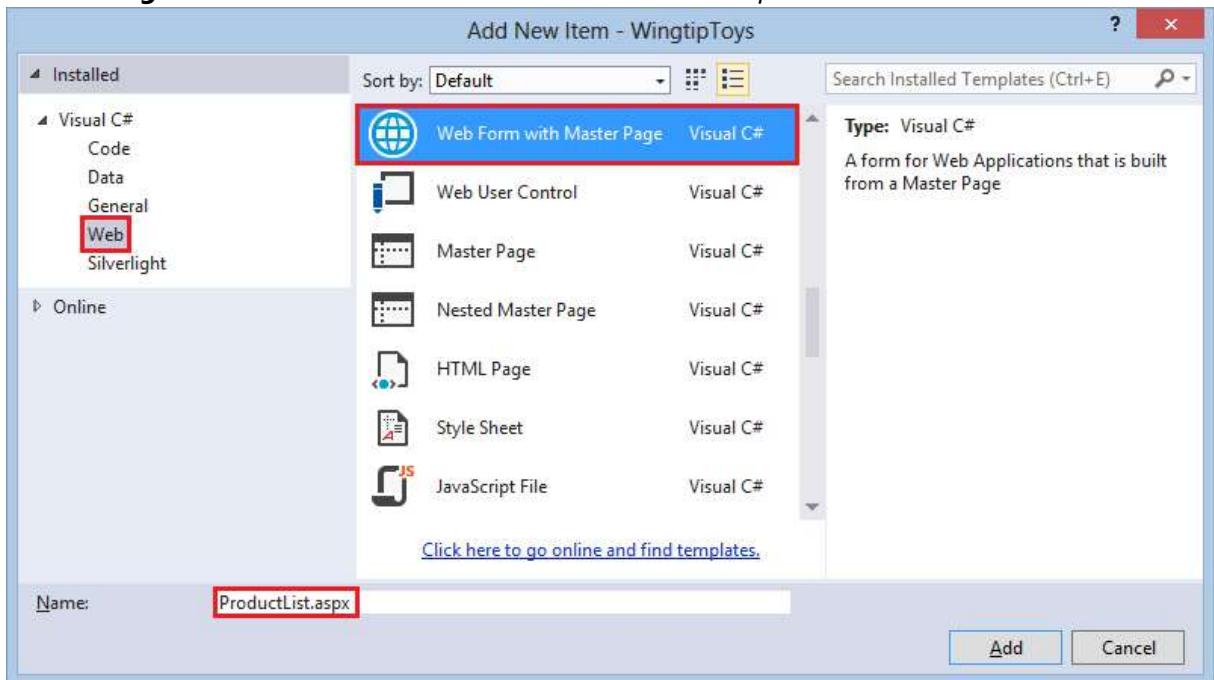 Add New Item - WingtipToys
?
Installed
Sort by: Default
Search Installed Templates (Ctrl+E)
Visual C#
Code
Data
General
Web
Silverlight
Online
Web Form with Master Page Visual C#
Web User Control Visual C#
Master Page Visual C#
Nested Master Page Visual C#
HTML Page Visual C#
Style Sheet Visual C#
JS
JavaScript File Visual C#
Click here to go online and find templates.
Type: Visual C#
A form for Web Applications that is built
from a Master Page
Name: ProductList.aspx
Add Cancel